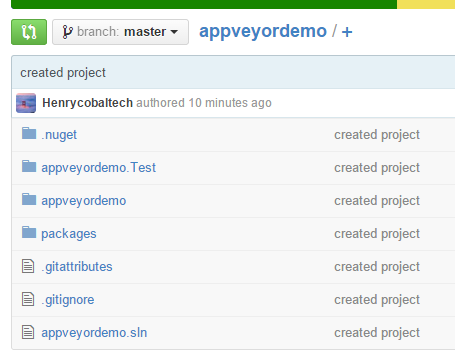 branch: master appveyordemo / +
created project
Henrycobaltech authored 10 minutes ago
.nuget created project
appveyordemo.Test created project
appveyordemo created project
packages created project
.gitattributes created project
.gitignore created project
appveyordemo.sln created project